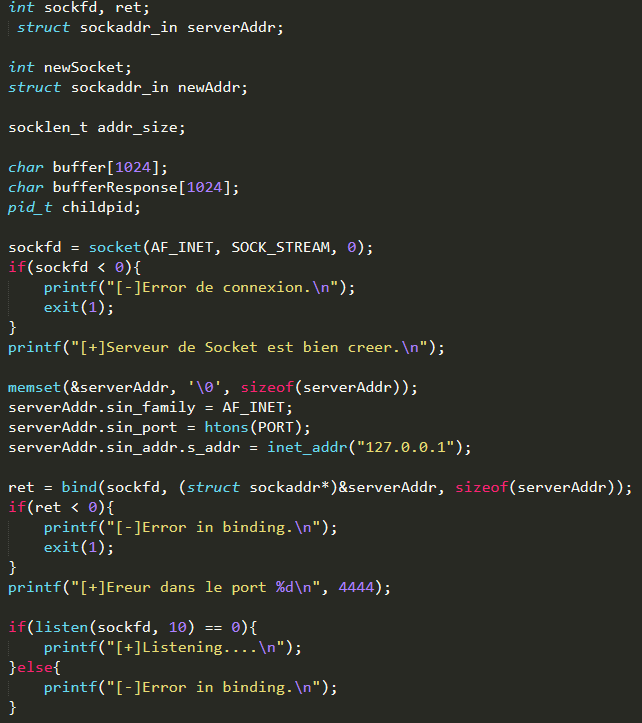 int sockfd, ret;
 struct sockaddr_in serverAddr;

int newSocket;
struct sockaddr_in newAddr;

socklen_t addr_size;

char buffer[1024];
char bufferResponse[1024];
pid_t childpid;

sockfd = socket(AF_INET, SOCK_STREAM, 0);
if(sockfd < 0){
    printf("[-]Error de connexion.\n");
    exit(1);
}
printf("[+]Serveur de Socket est bien creer.\n");

memset(&serverAddr, '\0', sizeof(serverAddr));
serverAddr.sin_family = AF_INET;
serverAddr.sin_port = htons(PORT);
serverAddr.sin_addr.s_addr = inet_addr("127.0.0.1");

ret = bind(sockfd, (struct sockaddr*)&serverAddr, sizeof(serverAddr));
if(ret < 0){
    printf("[-]Error in binding.\n");
    exit(1);
}
printf("[+]Ereur dans le port %d\n", 4444);

if(listen(sockfd, 10) == 0){
    printf("[+]Listening....\n");
}else{
    printf("[-]Error in binding.\n");
}